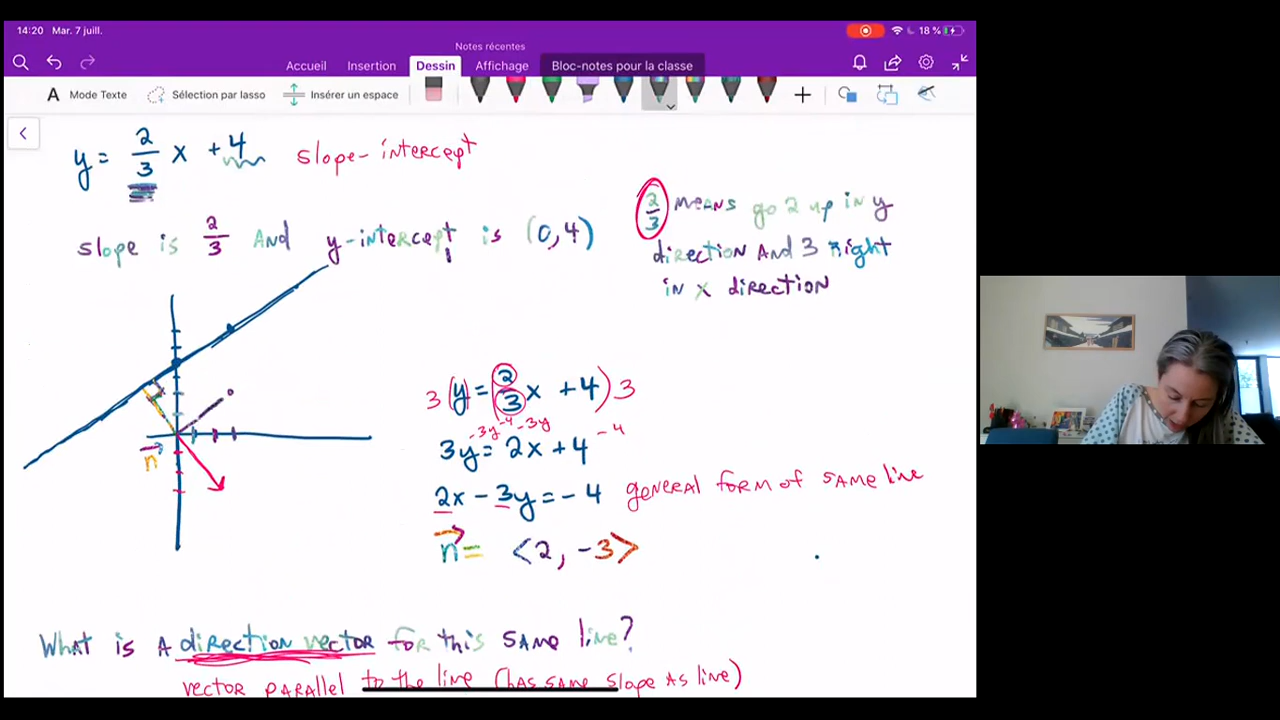 14:20 Mar. 7 juill.
18 %
Notes récentes
Accueil Insertion Dessin Affichage Bloc-notes pour la classe
A Mode Texte Sélection par lasso Insérer un espace
y = 2/3 x + 4 slope-intercept
slope is 2/3 AND y-intercept is (0,4)
2/3 means go 2 up in y
direction AND 3 right
in x direction
3 (y = 2/3 x + 4) 3
-3y -4 -3y -4
3y = 2x + 4
2x - 3y = -4 general form of same line
n = <2, -3>
n
What is a direction vector for this same line?
vector parallel to the line (has same slope as line)